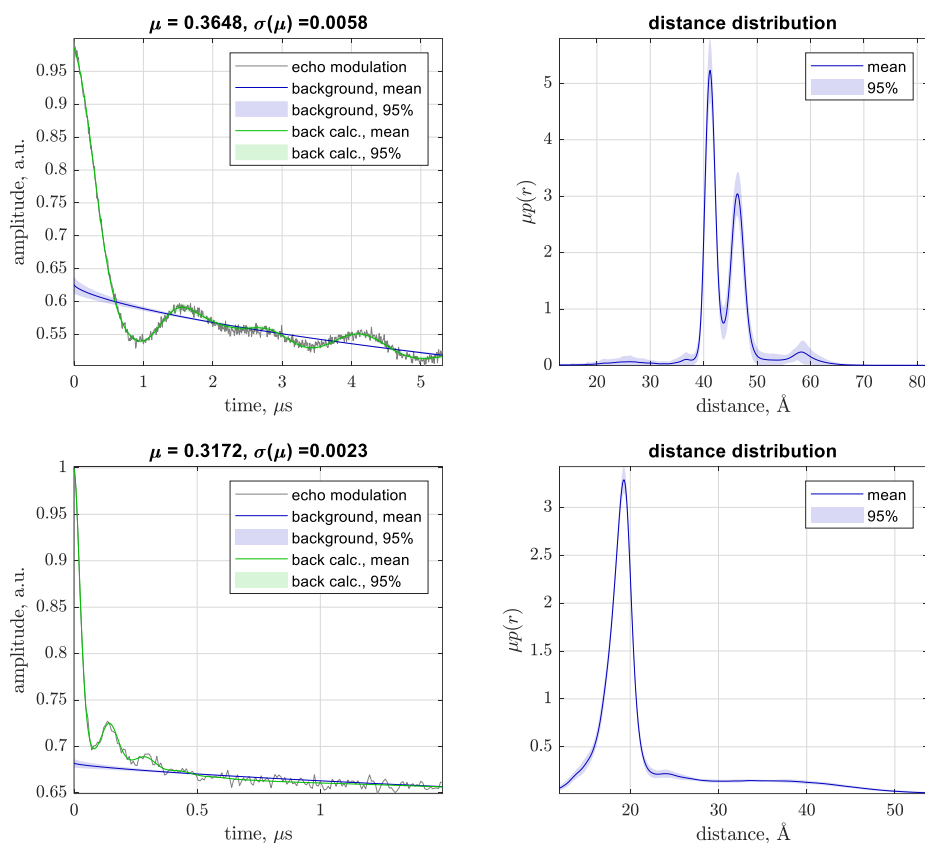 μ = 0.3648, σ(μ) =0.0058
amplitude, a.u.
0.95
0.9
0.85
0.8
0.75
0.7
0.65
0.6
0.55
echo modulation
background, mean
background, 95%
back calc., mean
back calc., 95%
0 1 2 3 4 5
time, μs
distance distribution
μp(r)
5
4
3
2
1
0
mean
95%
20 30 40 50 60 70 80
distance, Å
μ = 0.3172, σ(μ) =0.0023
amplitude, a.u.
1
0.95
0.9
0.85
0.8
0.75
0.7
0.65
echo modulation
background, mean
background, 95%
back calc., mean
back calc., 95%
0 0.5 1
time, μs
distance distribution
μp(r)
3
2.5
2
1.5
1
0.5
mean
95%
20 30 40 50
distance, Å